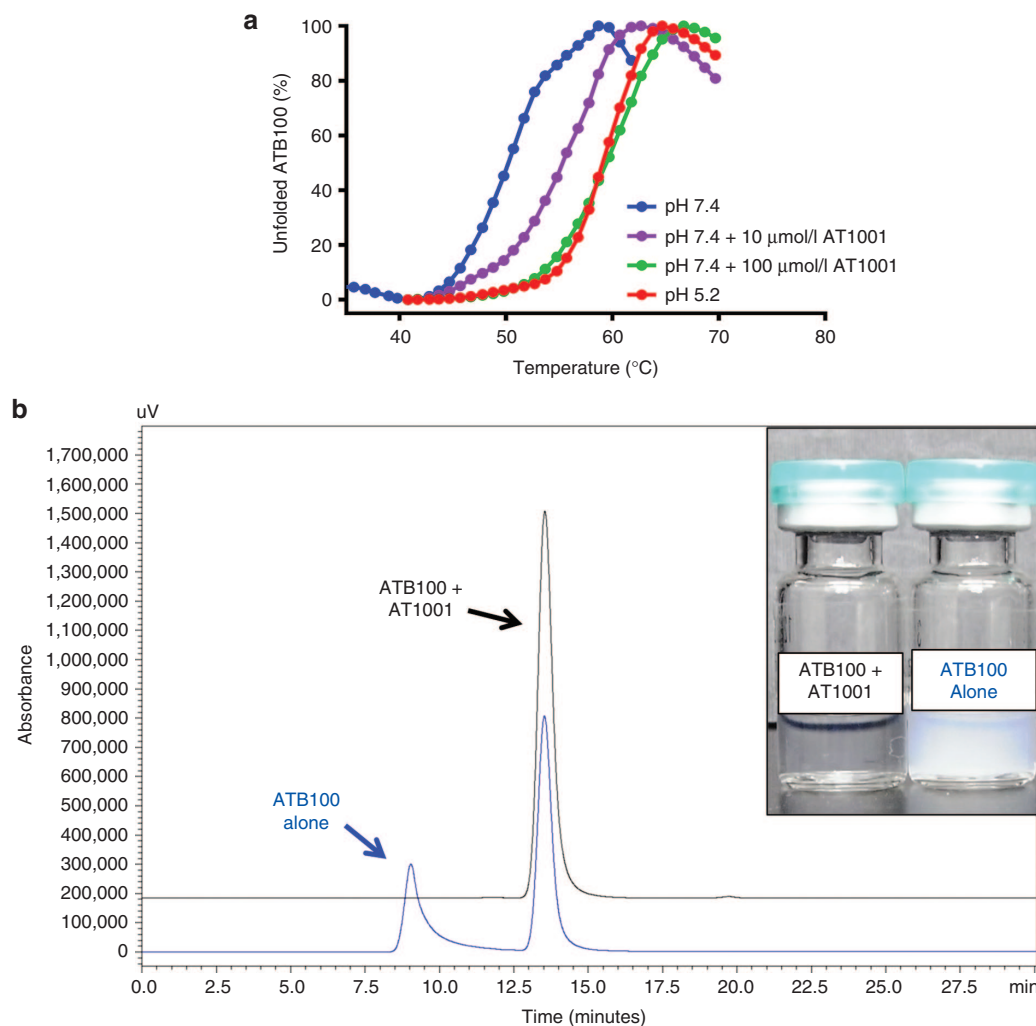 a
100
80
60
40
20
0
Unfolded ATB100 (%)
pH 7.4
pH 7.4 + 10 μmol/l AT1001
pH 7.4 + 100 μmol/l AT1001
pH 5.2
40
50
60
70
80
Temperature (°C)
b
uV
1,700,000
1,600,000
1,500,000
1,400,000
1,300,000
1,200,000
1,100,000
1,000,000
900,000
800,000
700,000
600,000
500,000
400,000
300,000
200,000
100,000
0
Absorbance
ATB100 +
AT1001
ATB100
alone
ATB100 +
AT1001
ATB100
Alone
0.0
2.5
5.0
7.5
10.0
12.5
15.0
17.5
20.0
22.5
25.0
27.5
min
Time (minutes)